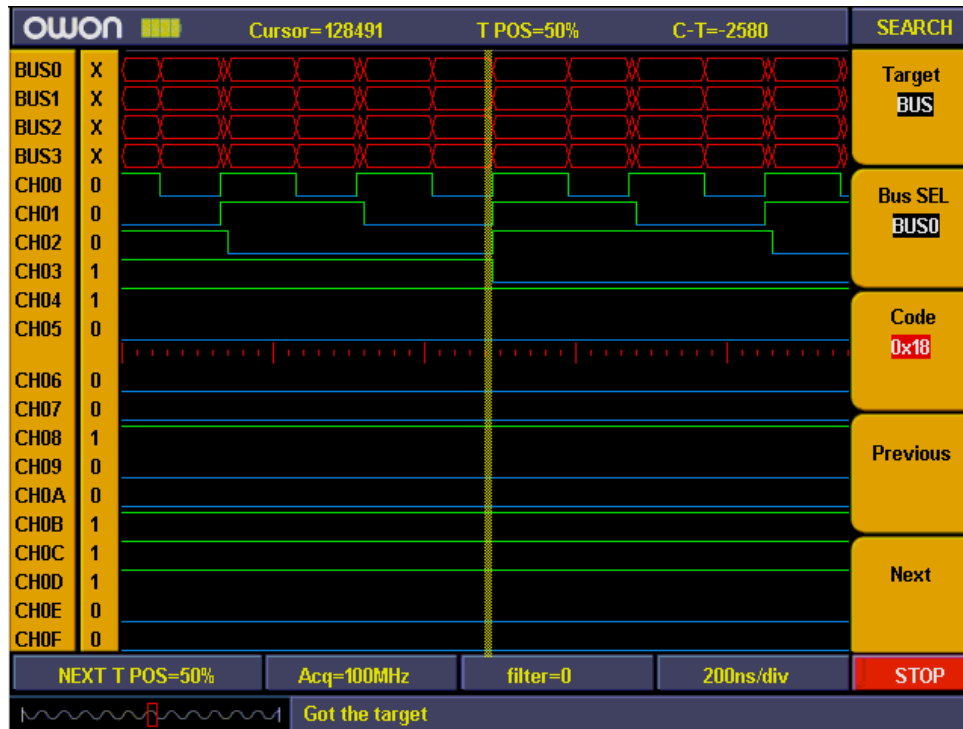 OWON Cursor=128491 T POS=50% C-T=-2580 SEARCH
BUS0 X
BUS1 X
BUS2 X
BUS3 X
CH00 0
CH01 0
CH02 0
CH03 1
CH04 1
CH05 0
CH06 0
CH07 0
CH08 1
CH09 0
CH0A 0
CH0B 1
CH0C 1
CH0D 1
CH0E 0
CH0F 0
Target
BUS
Bus SEL
BUS0
Code
0x18
Previous
Next
NEXT T POS=50% Acq=100MHz filter=0 200ns/div STOP
Got the target